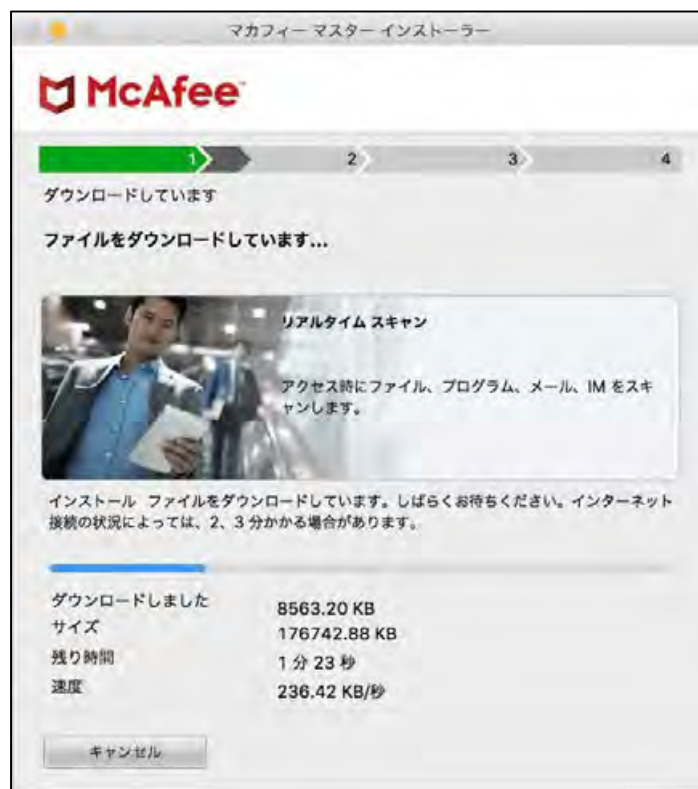 マカフィー マスター インストーラー
McAfee™
1 2 3 4
ダウンロードしています
ファイルをダウンロードしています...
リアルタイム スキャン
アクセス時にファイル、プログラム、メール、IM をスキ
ャンします。
インストール ファイルをダウンロードしています。しばらくお待ちください。インターネット
接続の状況によっては、2、3 分かかる場合があります。
ダウンロードしました 8563.20 KB
サイズ 176742.88 KB
残り時間 1 分 23 秒
速度 236.42 KB/秒
キャンセル